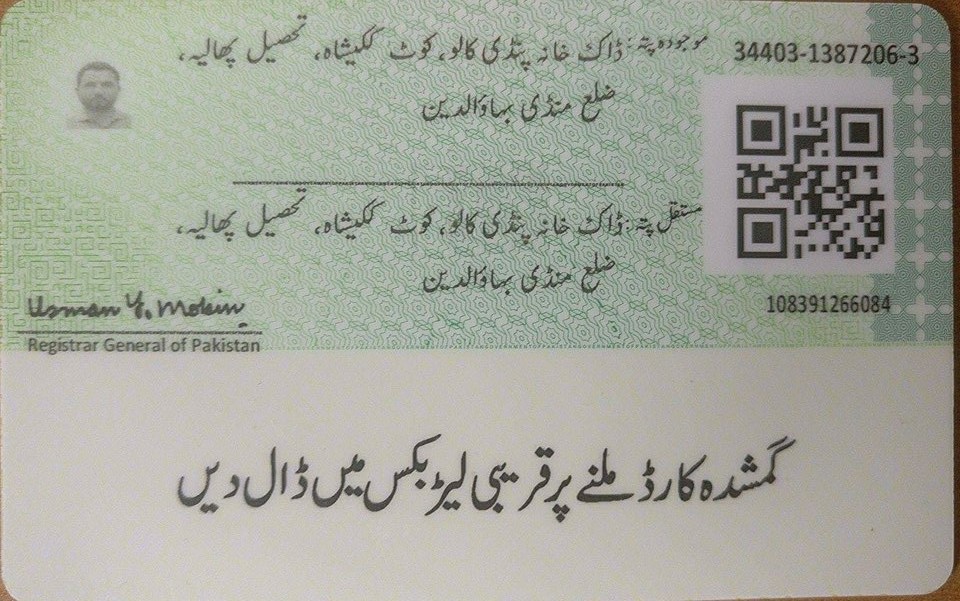 34403-1387206-3
موجودہ پتہ: ڈاک خانہ پنڈی کالو، کوٹ ککیشاہ، تحصیل پھالیہ،
ضلع منڈی بہاؤالدین
مستقل پتہ: ڈاک خانہ پنڈی کالو، کوٹ ککیشاہ، تحصیل پھالیہ،
ضلع منڈی بہاؤالدین
108391266084
Usman Y. Mobin
Registrar General of Pakistan
گمشدہ کارڈ ملنے پر قریبی لیٹر بکس میں ڈال دیں